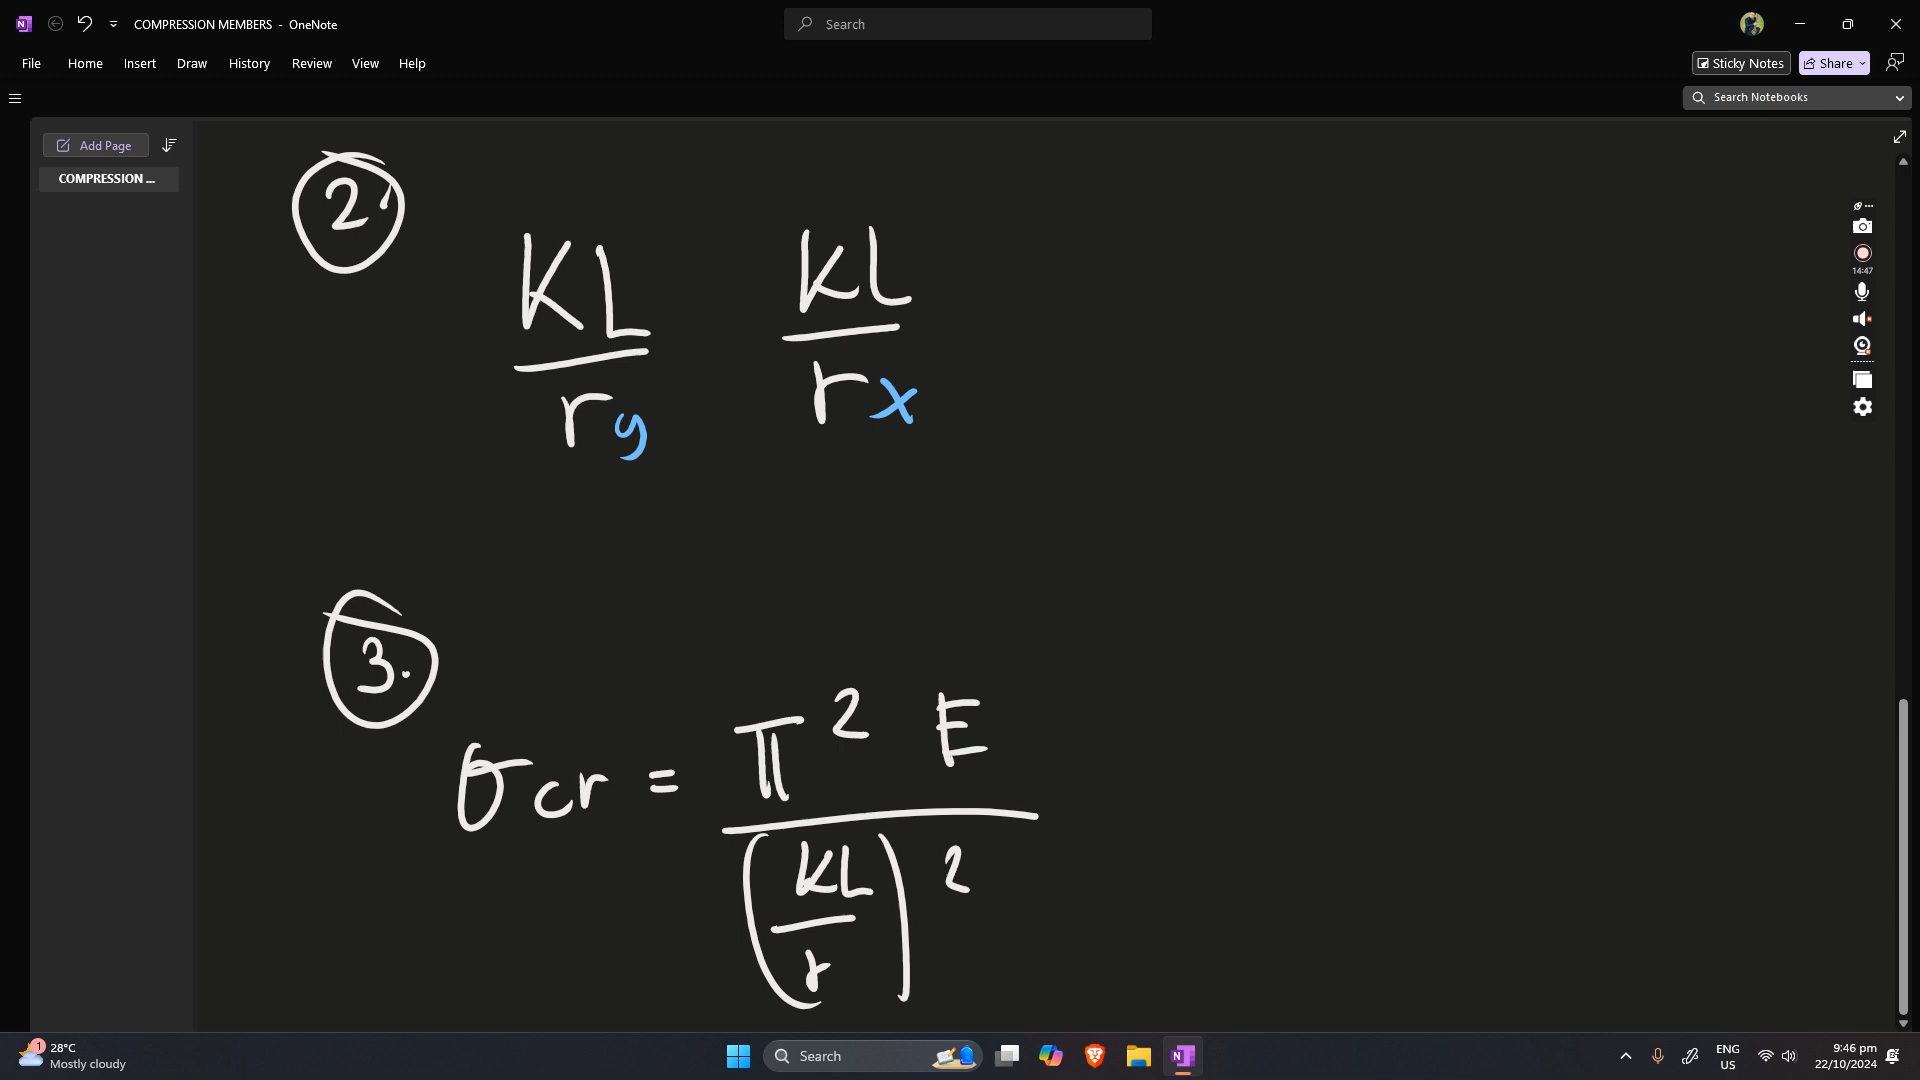 COMPRESSION MEMBERS - OneNote
Search
File Home Insert Draw History Review View Help
Sticky Notes Share
Search Notebooks
Add Page
COMPRESSION ...
2.
KL/ry KL/rx
14:47
3.
σcr = π² E / (KL/r)²
1
28°C
Mostly cloudy
Search
ENG
US
9:46 pm
22/10/2024